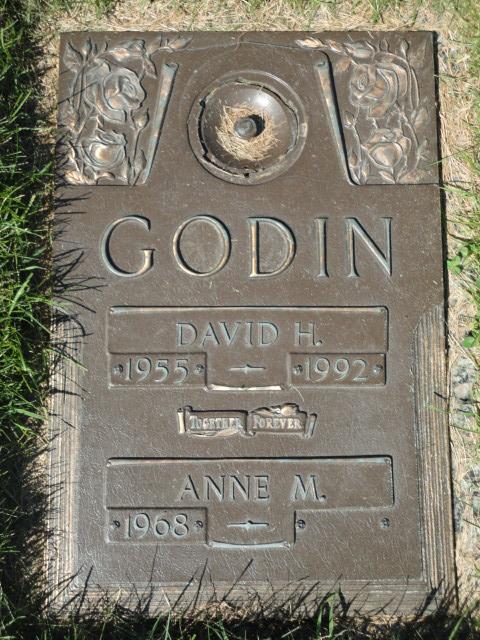 GODIN
DAVID H.
1955 1992
TOGETHER FOREVER
ANNE M.
1968